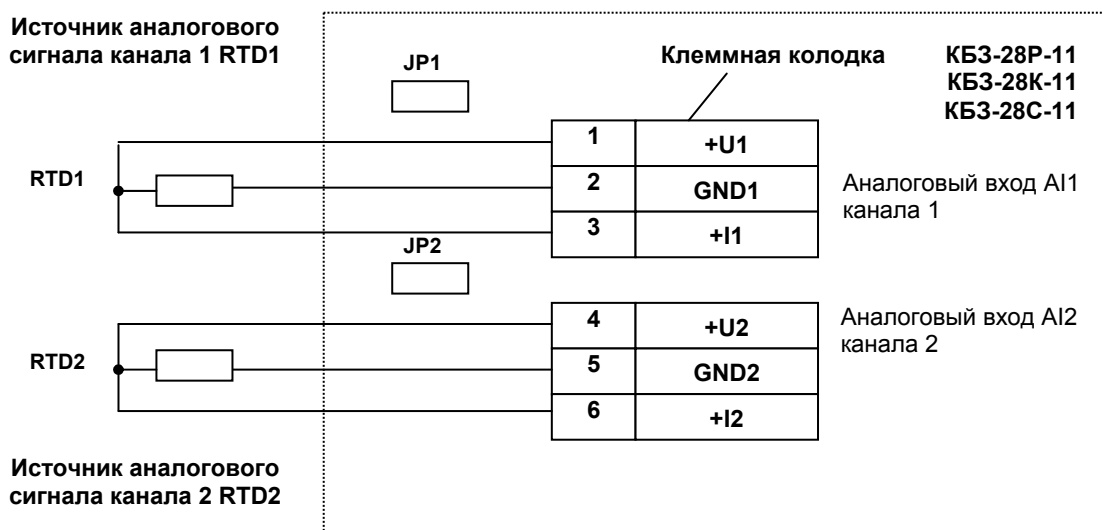 Источник аналогового
сигнала канала 1 RTD1
JP1
Клеммная колодка
КБЗ-28Р-11
КБЗ-28К-11
КБЗ-28С-11
1 +U1
RTD1
2 GND1
Аналоговый вход AI1
канала 1
3 +I1
JP2
4 +U2
Аналоговый вход AI2
канала 2
RTD2
5 GND2
6 +I2
Источник аналогового
сигнала канала 2 RTD2